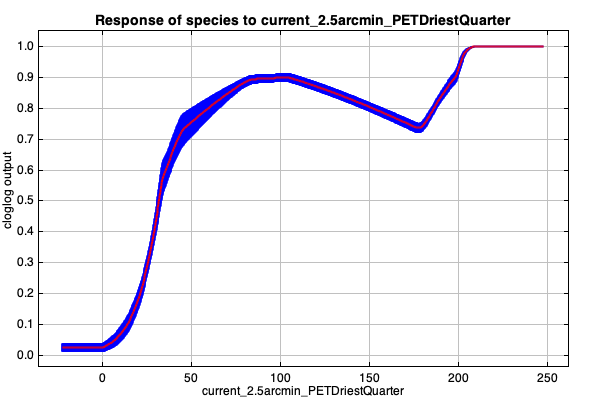 Response of species to current_2.5arcmin_PETDriestQuarter
1.0
0.9
0.8
0.7
0.6
0.5
0.4
0.3
0.2
0.1
0.0
cloglog output
0 50 100 150 200 250
current_2.5arcmin_PETDriestQuarter